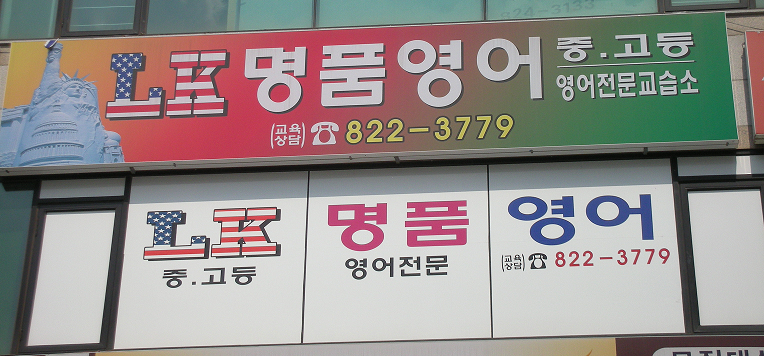 LK 명품영어 중.고등
영어전문교습소
(교육상담) ☎ 822-3779
LK 명품 영어
중.고등 영어전문 (교육상담) ☎ 822-3779